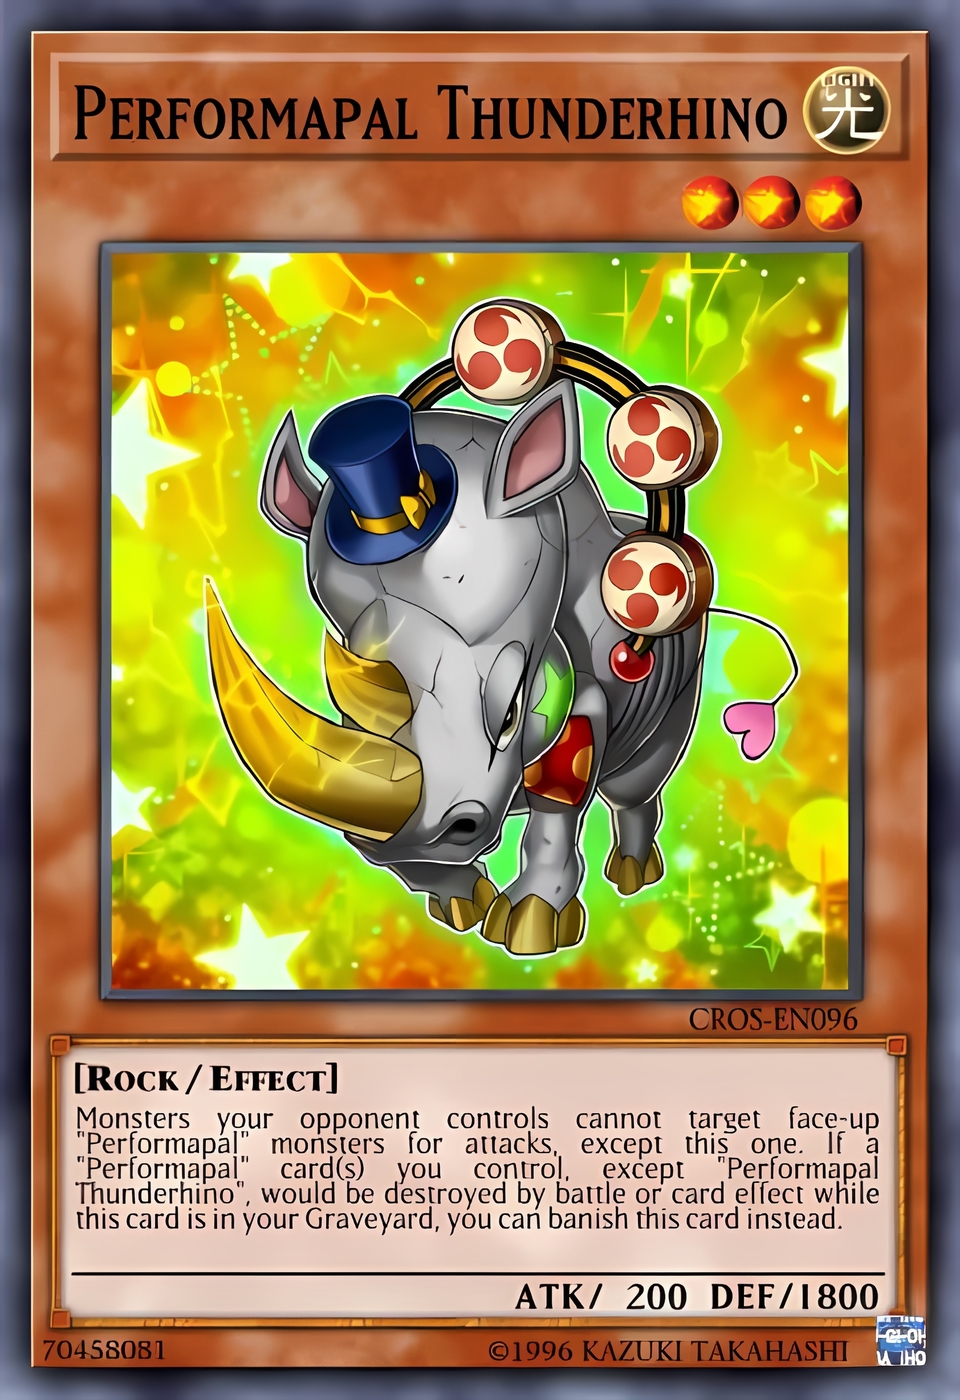 PERFORMAPAL THUNDERHINO
光
CROS-EN096
[ROCK / EFFECT]
Monsters your opponent controls cannot target face-up
"Performapal" monsters for attacks, except this one. If a
"Performapal" card(s) you control, except "Performapal
Thunderhino", would be destroyed by battle or card effect while
this card is in your Graveyard, you can banish this card instead.
ATK/ 200 DEF/1800
70458081
©1996 KAZUKI TAKAHASHI